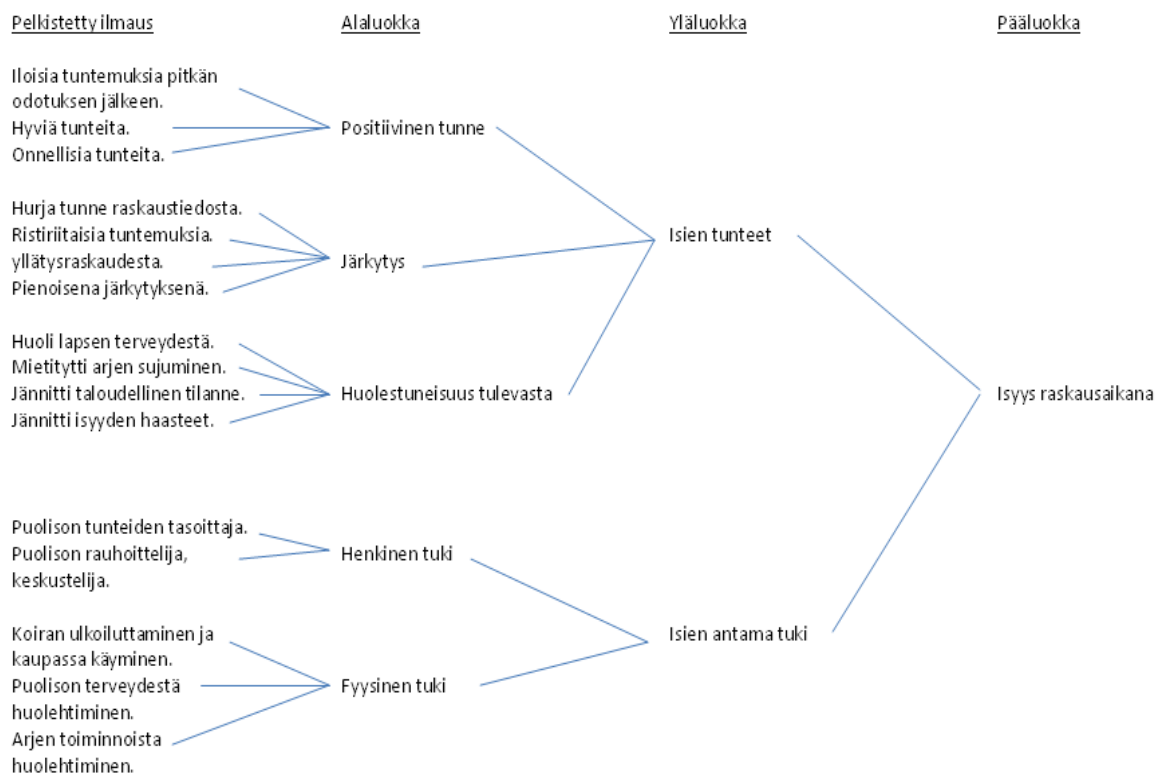 Pelkistetty ilmaus
Alaluokka
Yläluokka
Pääluokka
Iloisia tuntemuksia pitkän
odotuksen jälkeen.
Hyviä tunteita.
Onnellisia tunteita.
Positiivinen tunne
Hurja tunne raskaustiedosta.
Ristiriitaisia tuntemuksia.
yllätysraskaudesta.
Pienoisena järkytyksenä.
Järkytys
Isien tunteet
Huoli lapsen terveydestä.
Mietitytti arjen sujuminen.
Jännitti taloudellinen tilanne.
Jännitti isyyden haasteet.
Huolestuneisuus tulevasta
Isyys raskausaikana
Puolison tunteiden tasoittaja.
Puolison rauhoittelija,
keskustelija.
Henkinen tuki
Isien antama tuki
Koiran ulkoiluttaminen ja
kaupassa käyminen.
Puolison terveydestä
huolehtiminen.
Arjen toiminnoista
huolehtiminen.
Fyysinen tuki